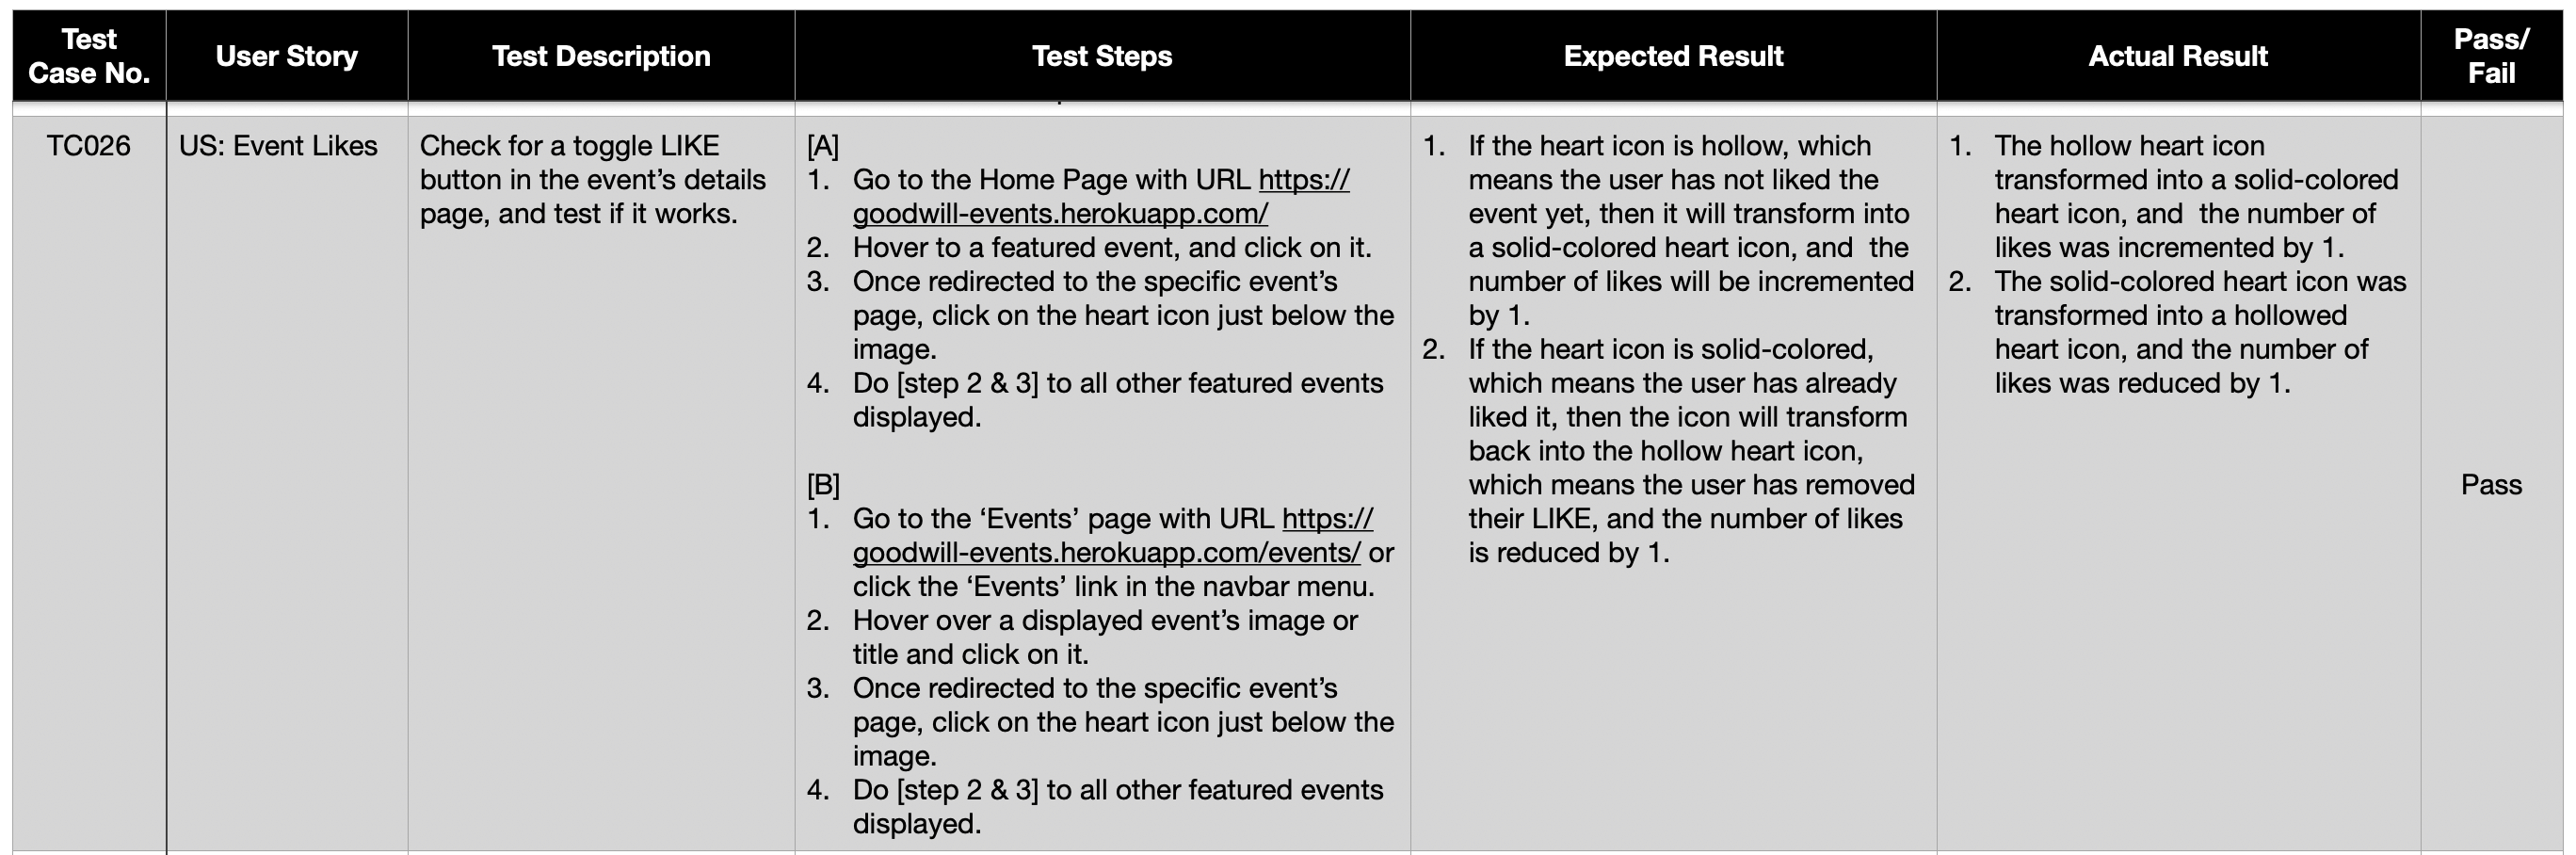 Test Case No.
User Story
Test Description
Test Steps
Expected Result
Actual Result
Pass/ Fail
TC026
US: Event Likes
Check for a toggle LIKE
button in the event’s details
page, and test if it works.
[A]
1. Go to the Home Page with URL https://
goodwill-events.herokuapp.com/
2. Hover to a featured event, and click on it.
3. Once redirected to the specific event’s
page, click on the heart icon just below the
image.
4. Do [step 2 & 3] to all other featured events
displayed.
[B]
1. Go to the ‘Events’ page with URL https://
goodwill-events.herokuapp.com/events/ or
click the ‘Events’ link in the navbar menu.
2. Hover over a displayed event’s image or
title and click on it.
3. Once redirected to the specific event’s
page, click on the heart icon just below the
image.
4. Do [step 2 & 3] to all other featured events
displayed.
1. If the heart icon is hollow, which
means the user has not liked the
event yet, then it will transform into
a solid-colored heart icon, and  the
number of likes will be incremented
by 1.
2. If the heart icon is solid-colored,
which means the user has already
liked it, then the icon will transform
back into the hollow heart icon,
which means the user has removed
their LIKE, and the number of likes
is reduced by 1.
1. The hollow heart icon
transformed into a solid-colored
heart icon, and  the number of
likes was incremented by 1.
2. The solid-colored heart icon was
transformed into a hollowed
heart icon, and the number of
likes was reduced by 1.
Pass